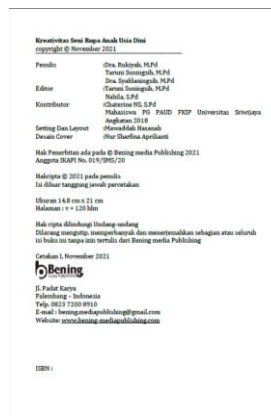 Kreativitas Seni Rupa Anak Usia Dini
copyright © November 2021
Penulis :Dra. Rukiyah, M.Pd
Taruni Suningsih, M.Pd
Dra. Syafdaningsih, M.Pd
Editor :Taruni Suningsih, M.Pd
Nabila, S.Pd
Kontributor :Chaterine NS, S.Pd
Mahasiswa PG PAUD FKIP Universitas Sriwijaya
Angkatan 2018
Setting Dan Layout :Mawaddah Hasanah
Desain Cover :Nur Sharfina Aprilianti
Hak Penerbitan ada pada © Bening media Publishing 2021
Anggota IKAPI No. 019/SMS/20
Hakcipta © 2021 pada penulis
Isi diluar tanggung jawab percetakan
Ukuran 14,8 cm x 21 cm
Halaman : v + 120 hlm
Hak cipta dilindungi Undang-undang
Dilarang mengutip, memperbanyak dan menerjemahkan sebagian atau seluruh
isi buku ini tanpa izin tertulis dari Bening media Publishing
Cetakan I, November 2021
Bening
Jl. Padat Karya
Palembang – Indonesia
Telp. 0823 7200 8910
E-mail : bening.mediapublishing@gmail.com
Website: www.bening-mediapublishing.com
ISBN :